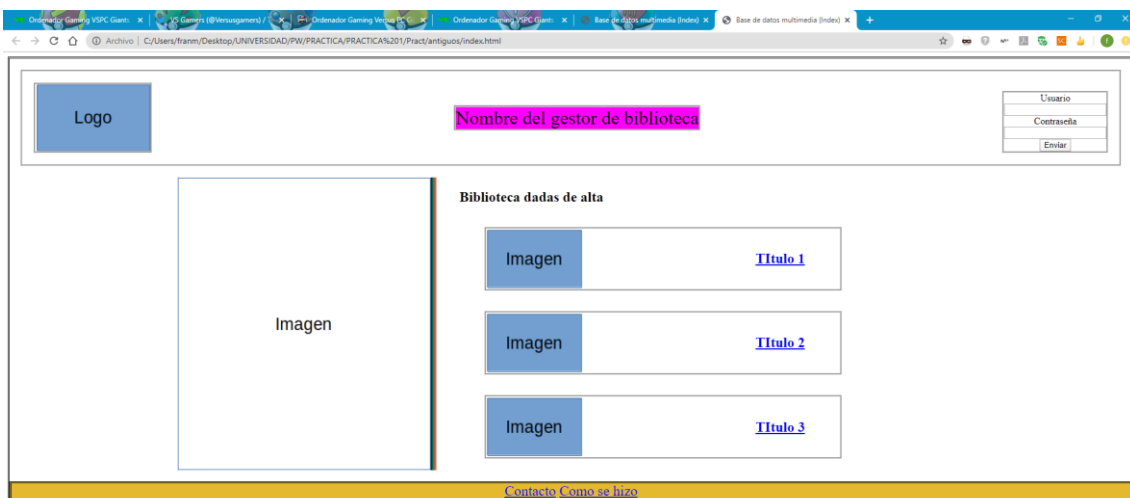 Ordenador Gaming VSPC Giant
VS Gamers (@Versusgamers) /
Ordenador Gaming Versus PC G
Ordenador Gaming VSPC Giant
Base de datos multimedia (Index)
Base de datos multimedia (Index)
Archivo | C:/Users/franm/Desktop/UNIVERSIDAD/PW/PRACTICA/PRACTICA%201/Pract/antiguos/index.html
Logo
Nombre del gestor de biblioteca
Usuario
Contraseña
Enviar
Imagen
Biblioteca dadas de alta
Imagen
TItulo 1
Imagen
TItulo 2
Imagen
TItulo 3
Contacto Como se hizo